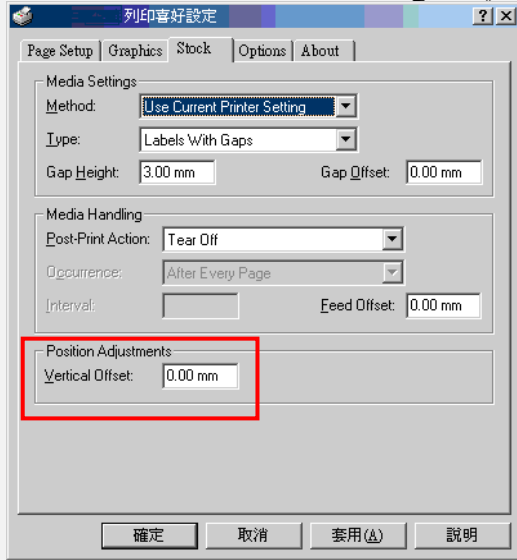 列印喜好設定
Page Setup Graphics Stock Options About
Media Settings
Method: Use Current Printer Setting
Type: Labels With Gaps
Gap Height: 3.00 mm Gap Offset: 0.00 mm
Media Handling
Post-Print Action: Tear Off
Occurrence: After Every Page
Interval: Feed Offset: 0.00 mm
Position Adjustments
Vertical Offset: 0.00 mm
確定 取消 套用(A) 說明